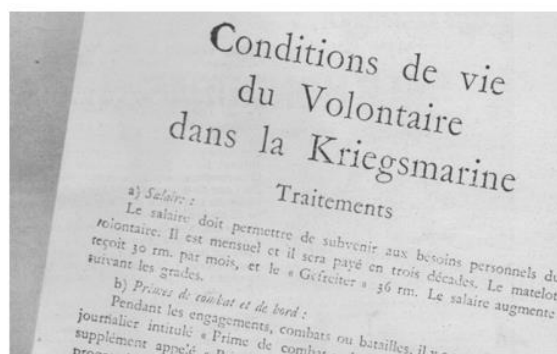 Conditions de vie
du Volontaire
dans la Kriegsmarine
Traitements
a) Salaire :
Le salaire doit permettre de subvenir aux besoins personnels du
volontaire. Il est mensuel et il sera payé en trois décades. Le matelot
reçoit 30 rm. par mois, et le « Gefreiter » 36 rm. Le salaire augmente
suivant les grades.
b) Primes de combat et de bord :
Pendant les engagements, combats ou batailles, il
journalier intitulé « Prime de combat
supplément appelé